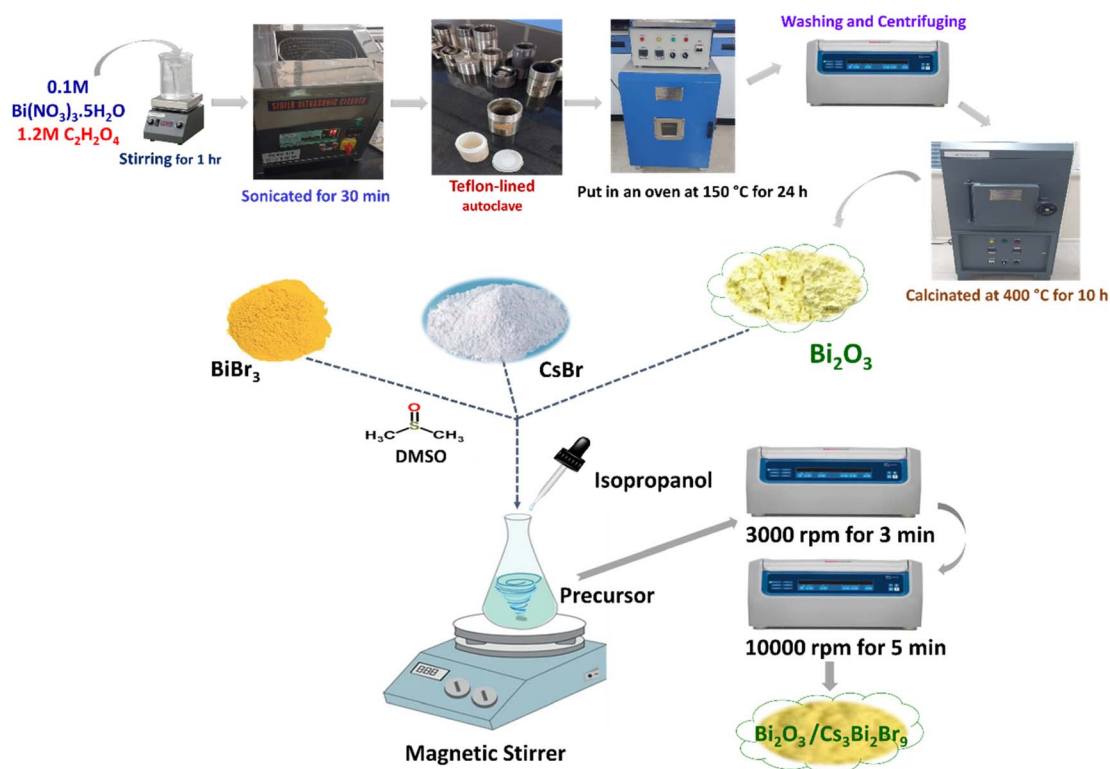 0.1M
Bi(NO₃)₃.5H₂O
1.2M C₂H₂O₄
Stirring for 1 hr
Sonicated for 30 min
Teflon-lined
autoclave
Put in an oven at 150 °C for 24 h
Washing and Centrifuging
Calcinated at 400 °C for 10 h
BiBr₃
CsBr
Bi₂O₃
O
S
H₃C
CH₃
DMSO
Isopropanol
Precursor
Magnetic Stirrer
3000 rpm for 3 min
10000 rpm for 5 min
Bi₂O₃/Cs₃Bi₂Br₉